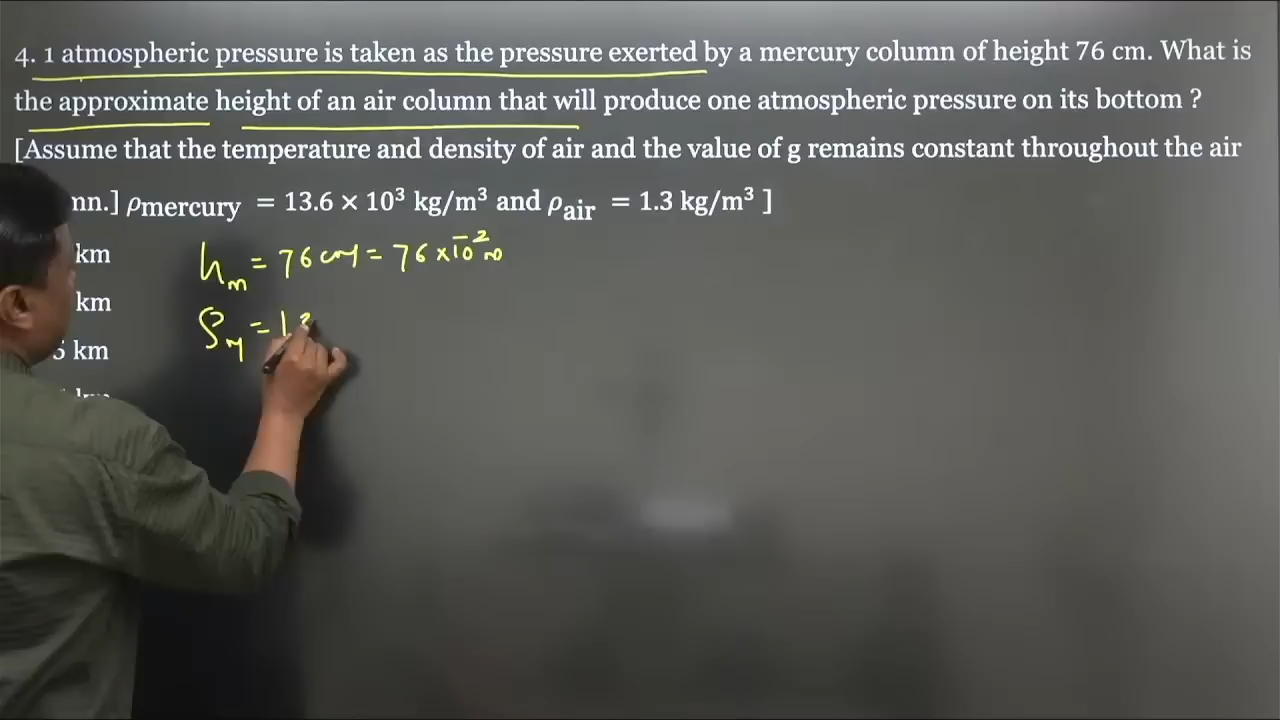 4. 1 atmospheric pressure is taken as the pressure exerted by a mercury column of height 76 cm. What is
the approximate height of an air column that will produce one atmospheric pressure on its bottom ?
[Assume that the temperature and density of air and the value of g remains constant throughout the air
mn.] ρmercury = 13.6 × 10³ kg/m³ and ρair = 1.3 kg/m³ ]
km
hm = 76 cm = 76 × 10⁻² m
km
ρM = 13
5 km